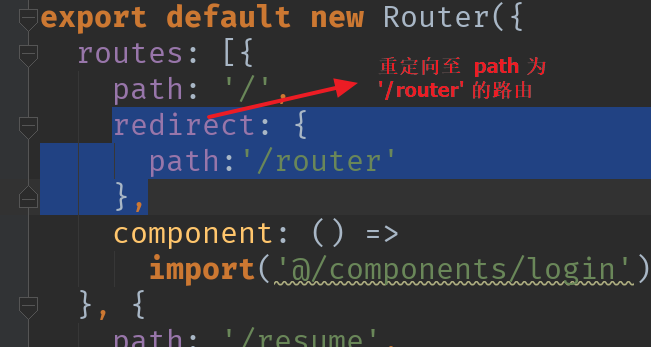 export default new Router({
routes: [{
path: '/',
重定向至 path 为
'/router' 的路由
redirect: {
path:'/router'
},
component: () =>
import('@/components/login')
}, {
path: '/resume',